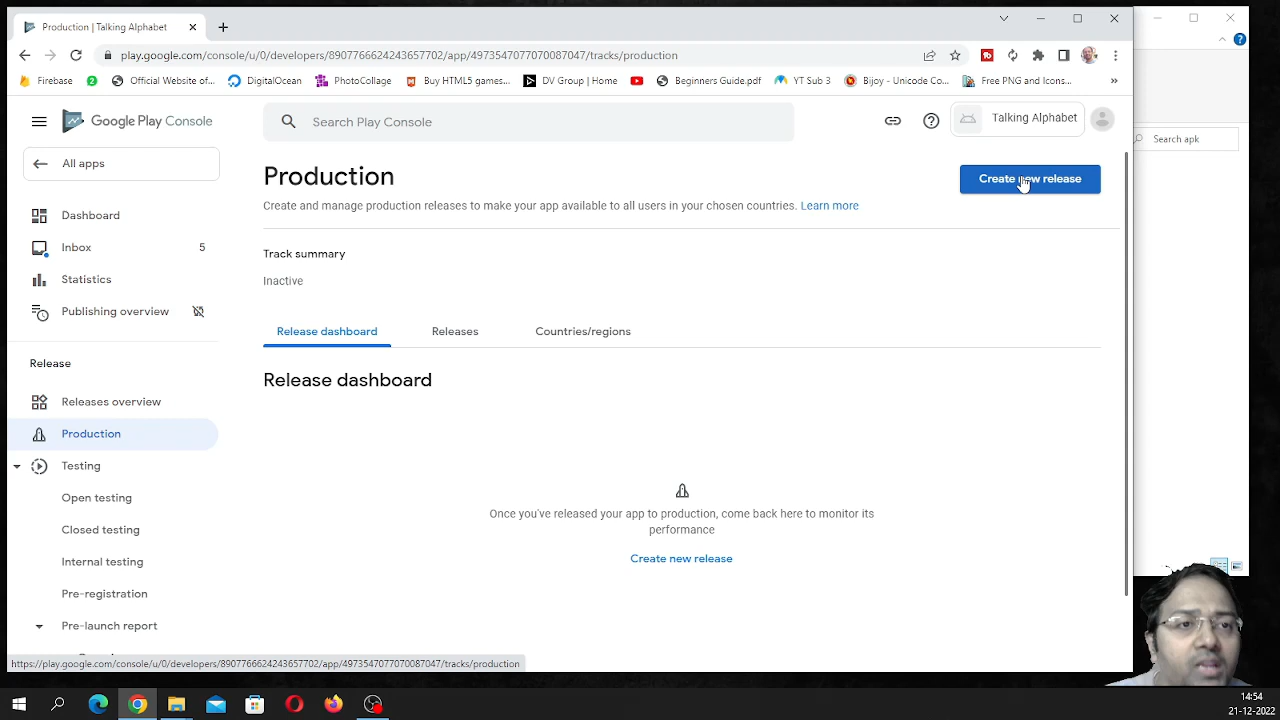 Production | Talking Alphabet
play.google.com/console/u/0/developers/8907766624243657702/app/4973547077070087047/tracks/production
Firebase
2
Official Website of...
DigitalOcean
PhotoCollage
Buy HTML5 games...
DV Group | Home
Beginners Guide.pdf
YT Sub 3
Bijoy - Unicode Co...
Free PNG and Icons...
»
Google Play Console
Search Play Console
Talking Alphabet
Search apk
All apps
Production
Create new release
Create and manage production releases to make your app available to all users in your chosen countries. Learn more
Dashboard
Inbox 5
Statistics
Publishing overview
Track summary
Inactive
Release dashboard
Releases
Countries/regions
Release
Release dashboard
Releases overview
Production
Testing
Open testing
Closed testing
Internal testing
Pre-registration
Pre-launch report
Once you've released your app to production, come back here to monitor its
performance
Create new release
https://play.google.com/console/u/0/developers/8907766624243657702/app/4973547077070087047/tracks/production
14:54
21-12-2022